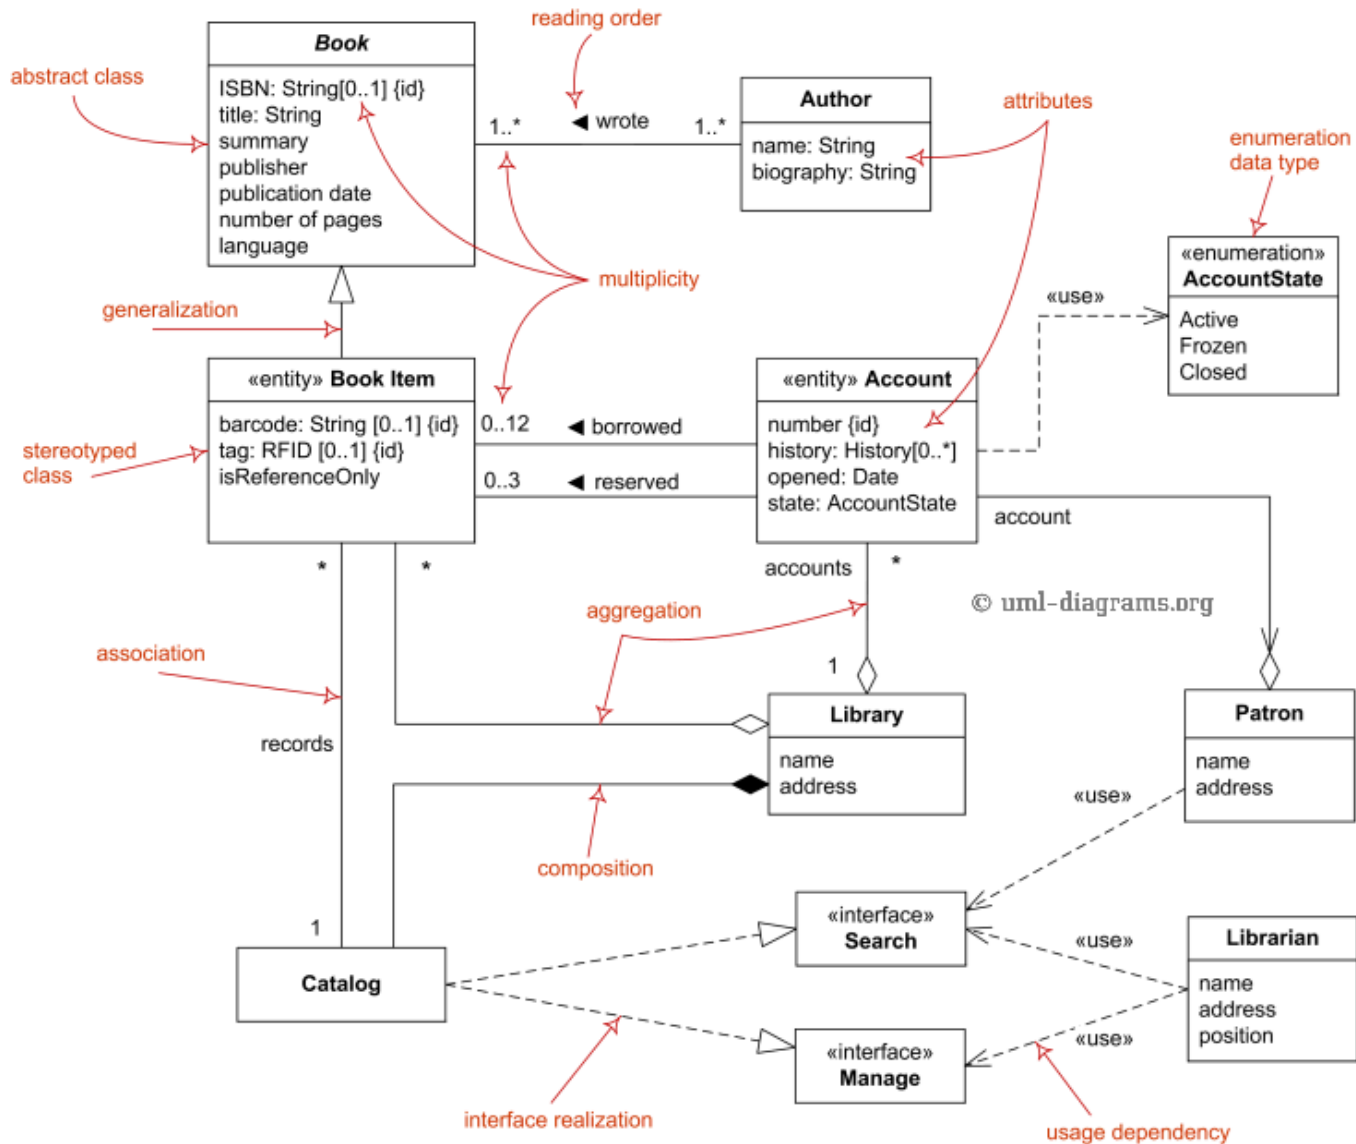 reading order
Book
abstract class
ISBN: String[0..1] {id}
title: String
summary
publisher
publication date
number of pages
language
1..*
◄ wrote
1..*
Author
name: String
biography: String
attributes
enumeration
data type
multiplicity
generalization
«enumeration»
AccountState
Active
Frozen
Closed
«use»
«entity» Book Item
barcode: String [0..1] {id}
tag: RFID [0..1] {id}
isReferenceOnly
stereotyped
class
0..12
◄ borrowed
0..3
◄ reserved
«entity» Account
number {id}
history: History[0..*]
opened: Date
state: AccountState
account
*
*
accounts
*
© uml-diagrams.org
aggregation
association
1
records
Library
name
address
Patron
name
address
«use»
composition
1
Catalog
«interface»
Search
«use»
Librarian
name
address
position
«interface»
Manage
«use»
interface realization
usage dependency